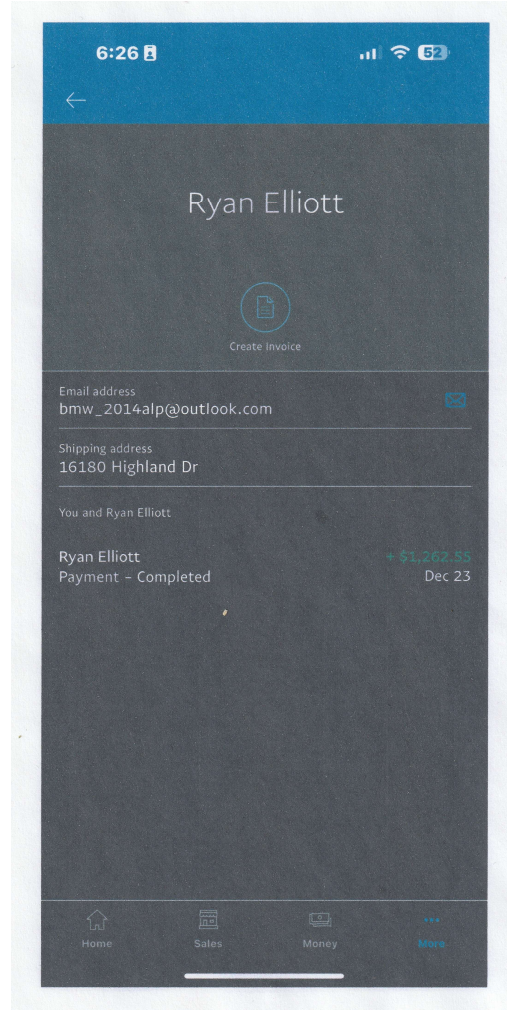 6:26
52
Ryan Elliott
Create Invoice
Email address
bmw_2014alp@outlook.com
Shipping address
16180 Highland Dr
You and Ryan Elliott
Ryan Elliott + $1,262.55
Payment – Completed Dec 23
Home Sales Money More